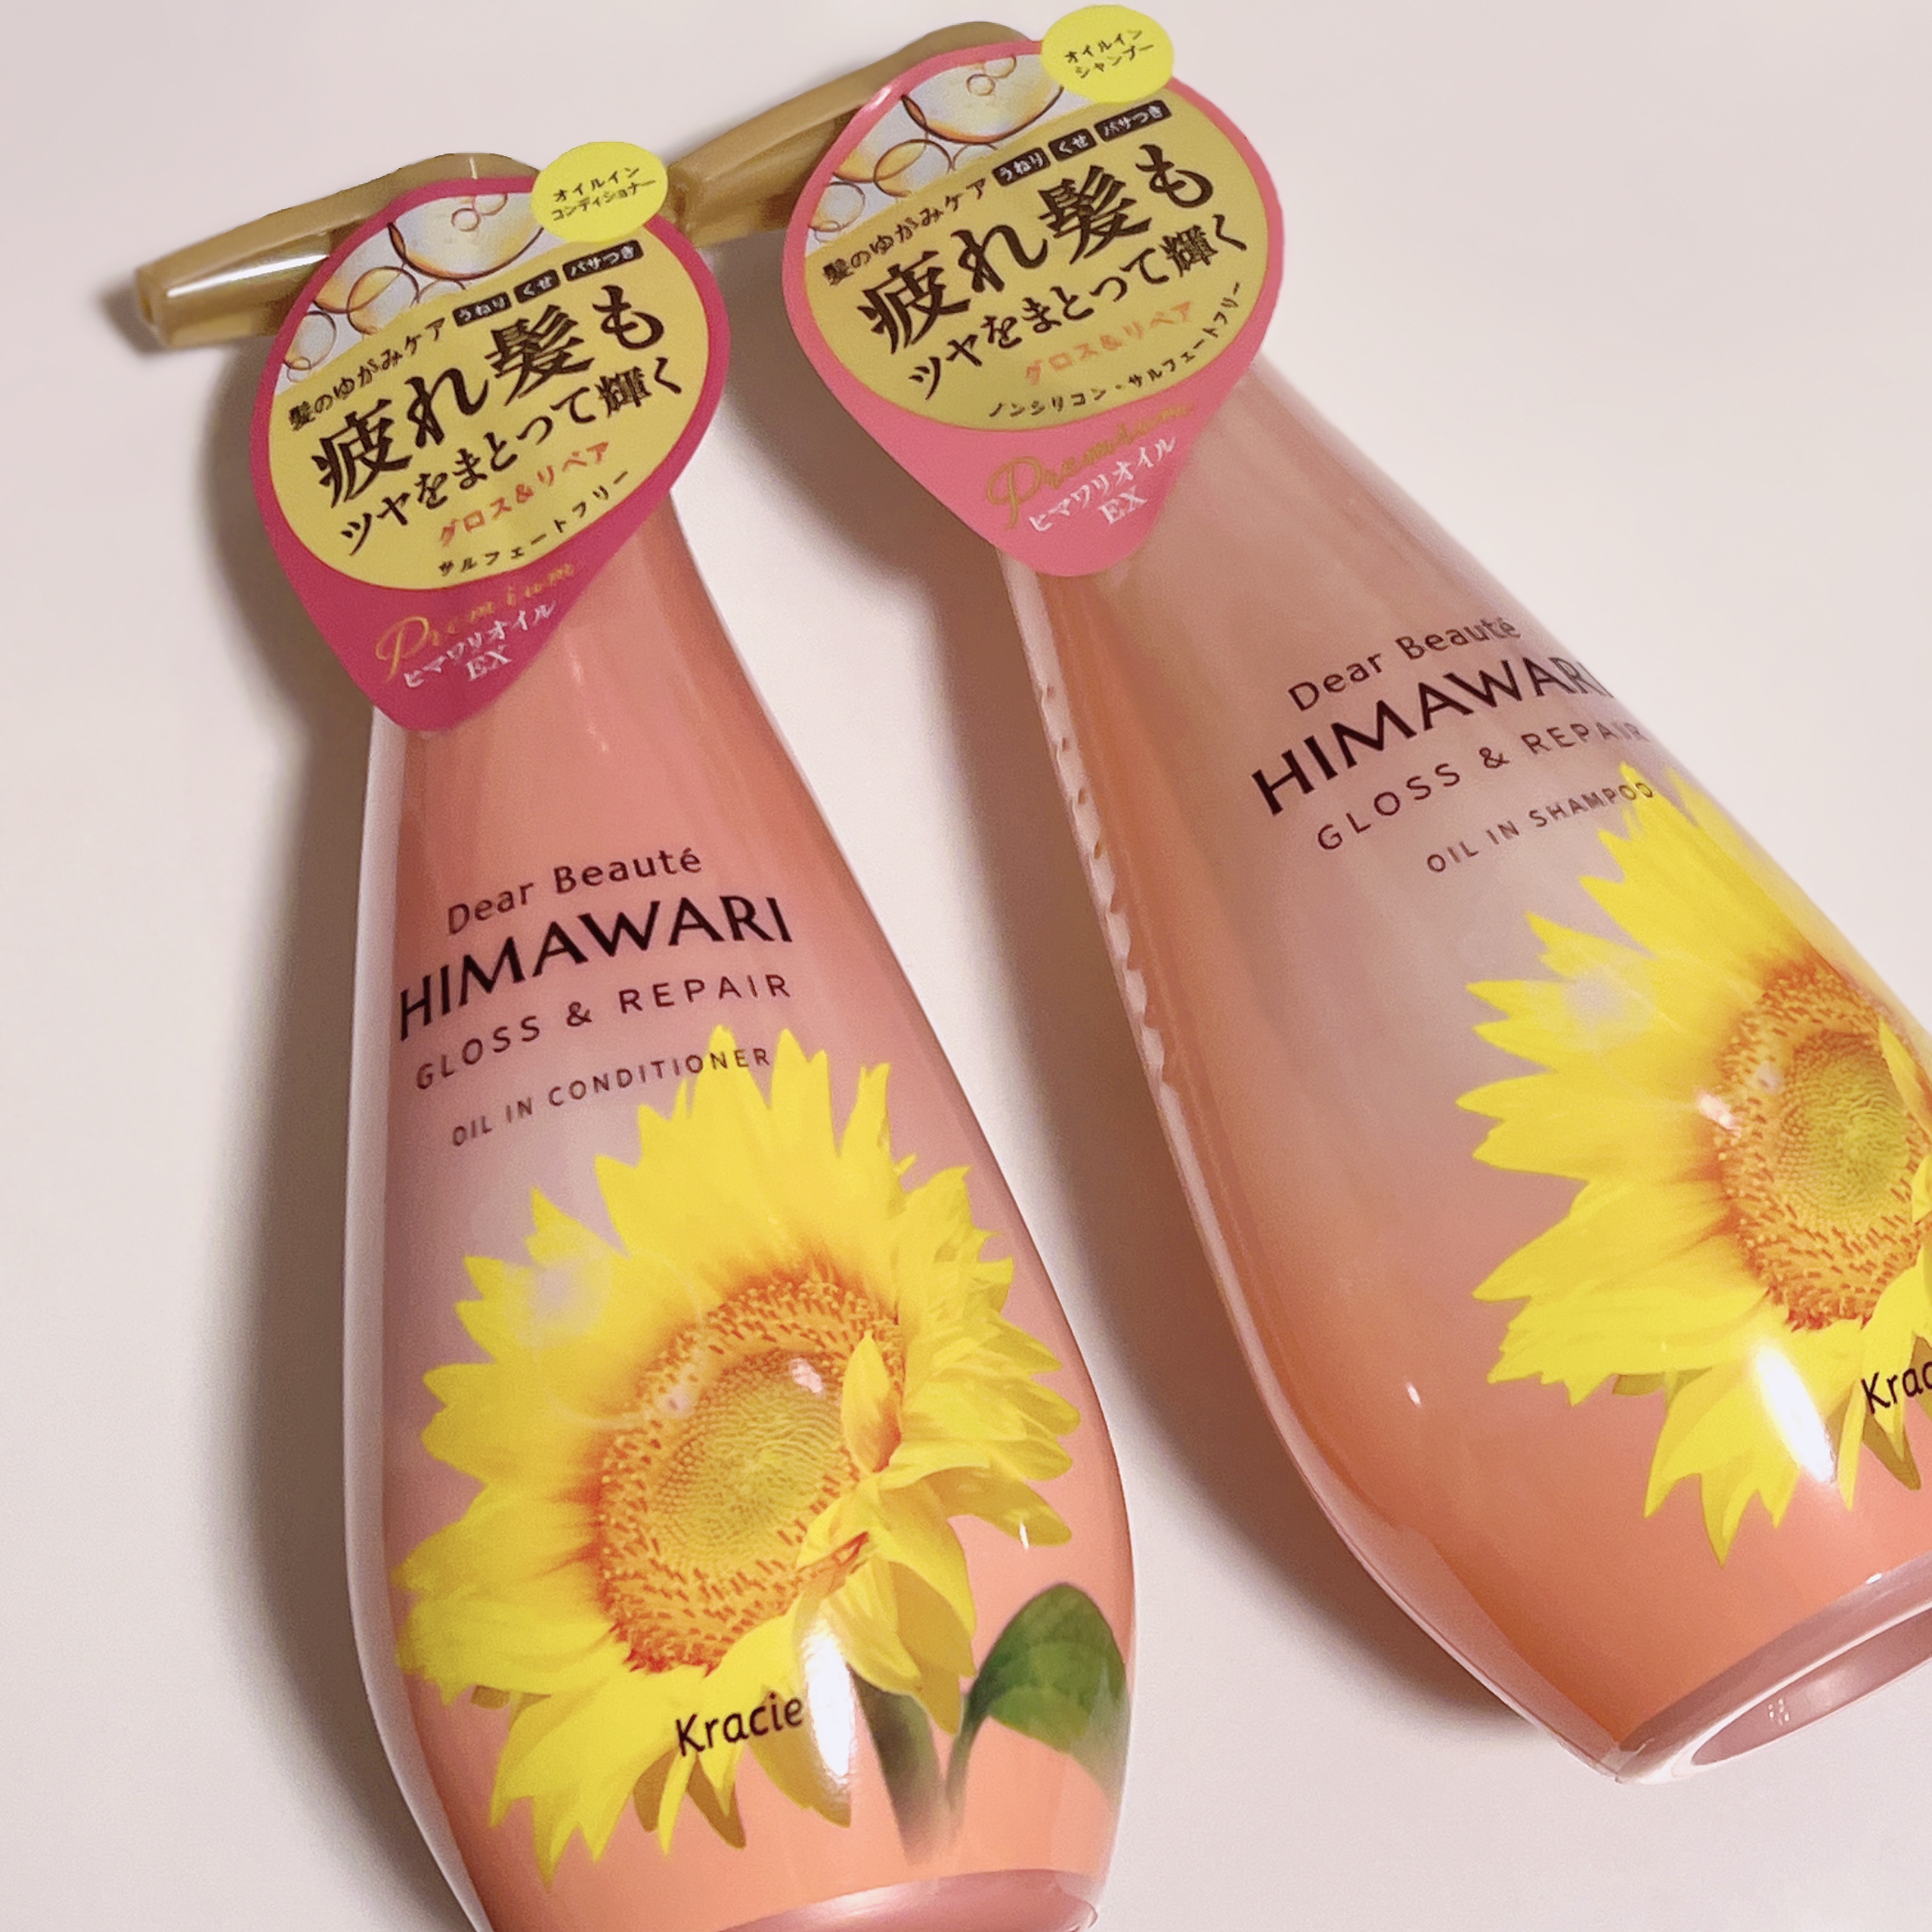 オイルイン
コンディショナー
髪のゆがみケア うねり くせ パサつき
疲れ髪も
ツヤをまとって輝く
グロス&リペア
サルフェートフリー
Premium
ヒマワリオイル
EX
Dear Beauté
HIMAWARI
GLOSS & REPAIR
OIL IN CONDITIONER
Kracie
オイルイン
シャンプー
髪のゆがみケア うねり くせ パサつき
疲れ髪も
ツヤをまとって輝く
グロス&リペア
ノンシリコン・サルフェートフリー
Premium
ヒマワリオイル
EX
Dear Beauté
HIMAWARI
GLOSS & REPAIR
OIL IN SHAMPOO
Krac